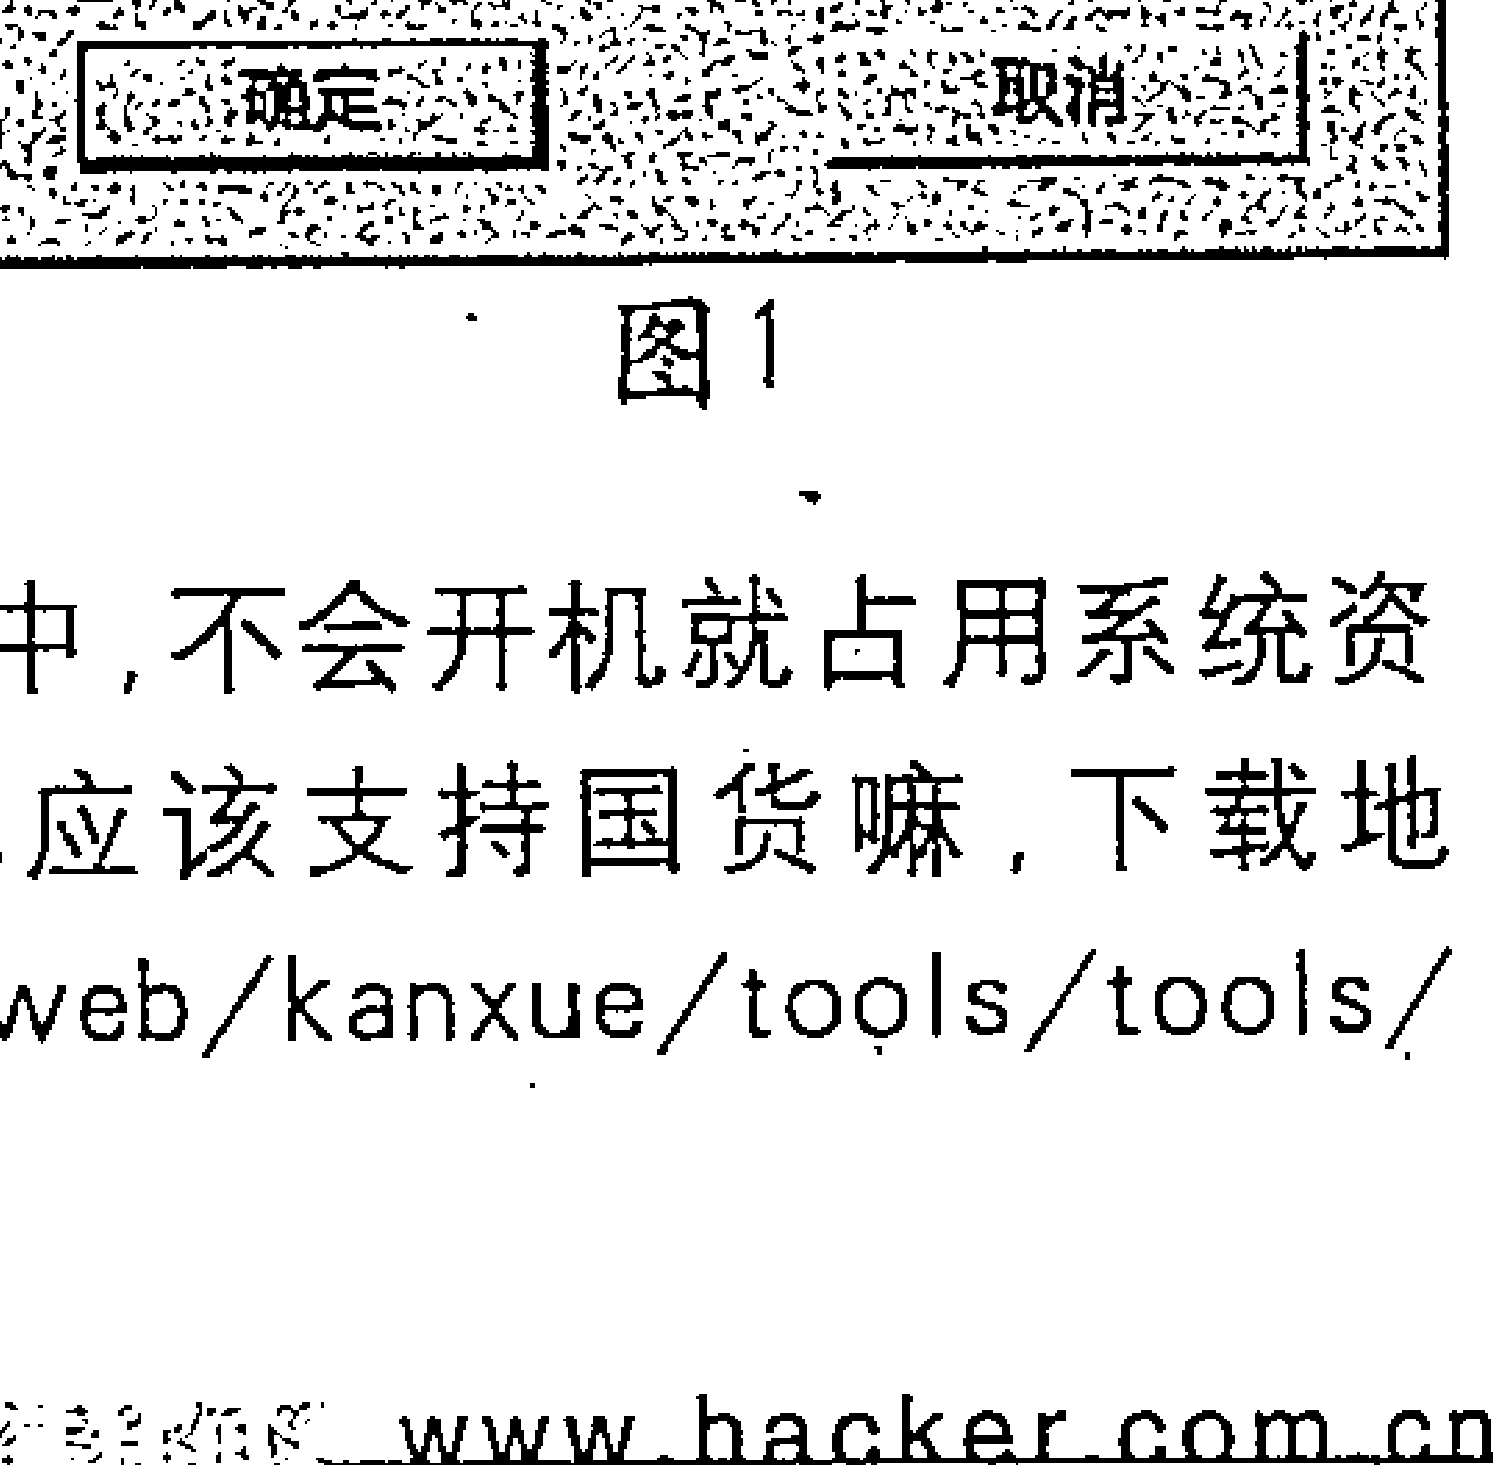 确定 取消
图1
中,不会开机就占用系统资
应该支持国货嘛,下载地
web/kanxue/tools/tools/
www.hacker.com.cn